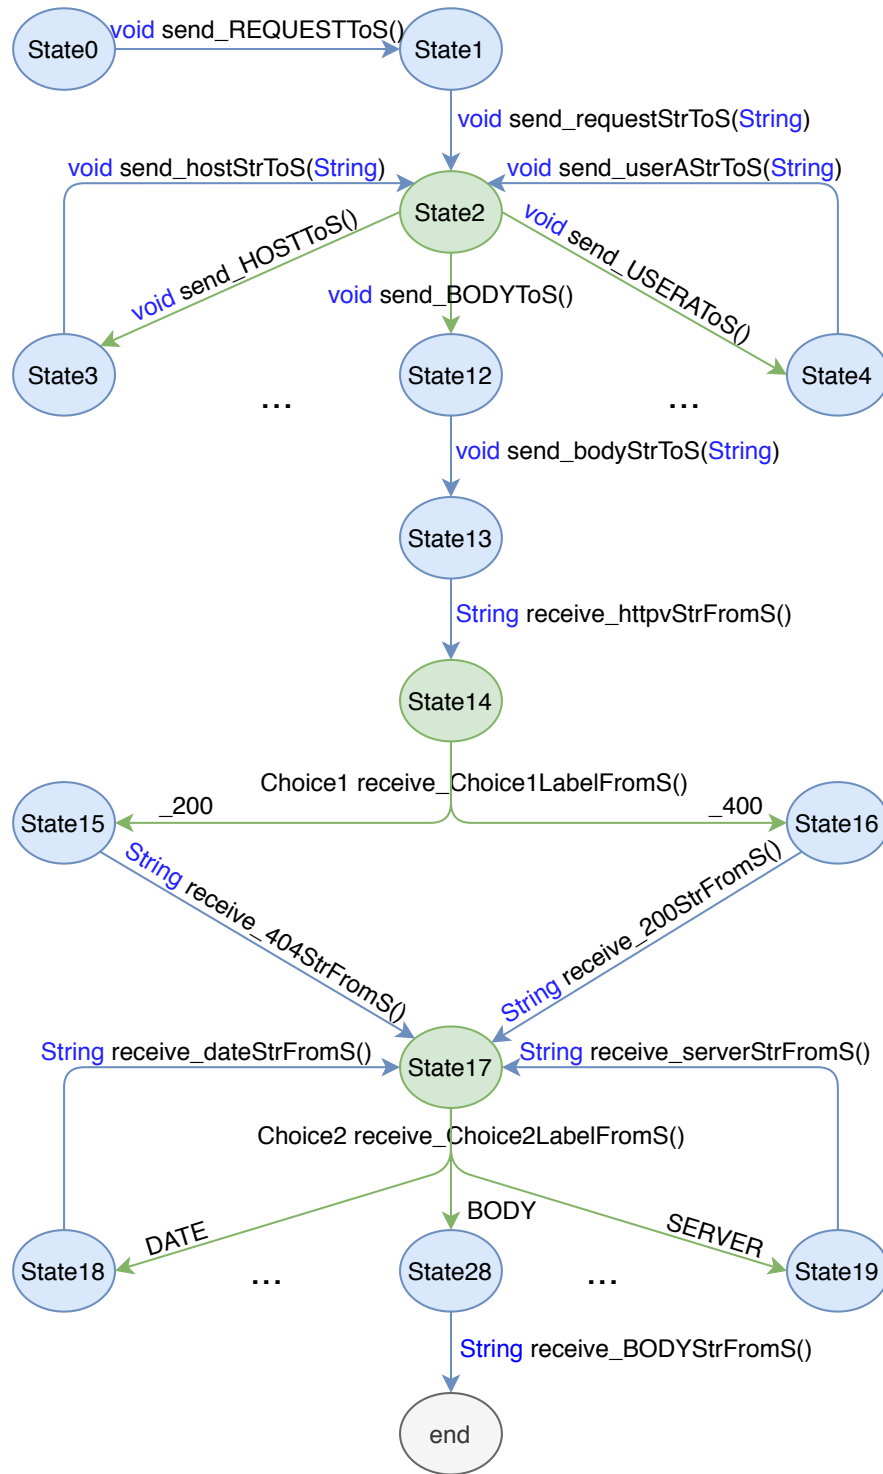 State0
void send_REQUESTToS()
State1
void send_requestStrToS(String)
void send_hostStrToS(String)
void send_userAStrToS(String)
State2
void send_HOSTToS()
void send_BODYToS()
void send_USERAToS()
State3
...
State12
...
State4
void send_bodyStrToS(String)
State13
String receive_httpvStrFromS()
State14
Choice1 receive_Choice1LabelFromS()
State15
_200
_400
State16
String receive_404StrFromS()
String receive_200StrFromS()
String receive_dateStrFromS()
State17
String receive_serverStrFromS()
Choice2 receive_Choice2LabelFromS()
DATE
BODY
SERVER
State18
...
State28
...
State19
String receive_BODYStrFromS()
end